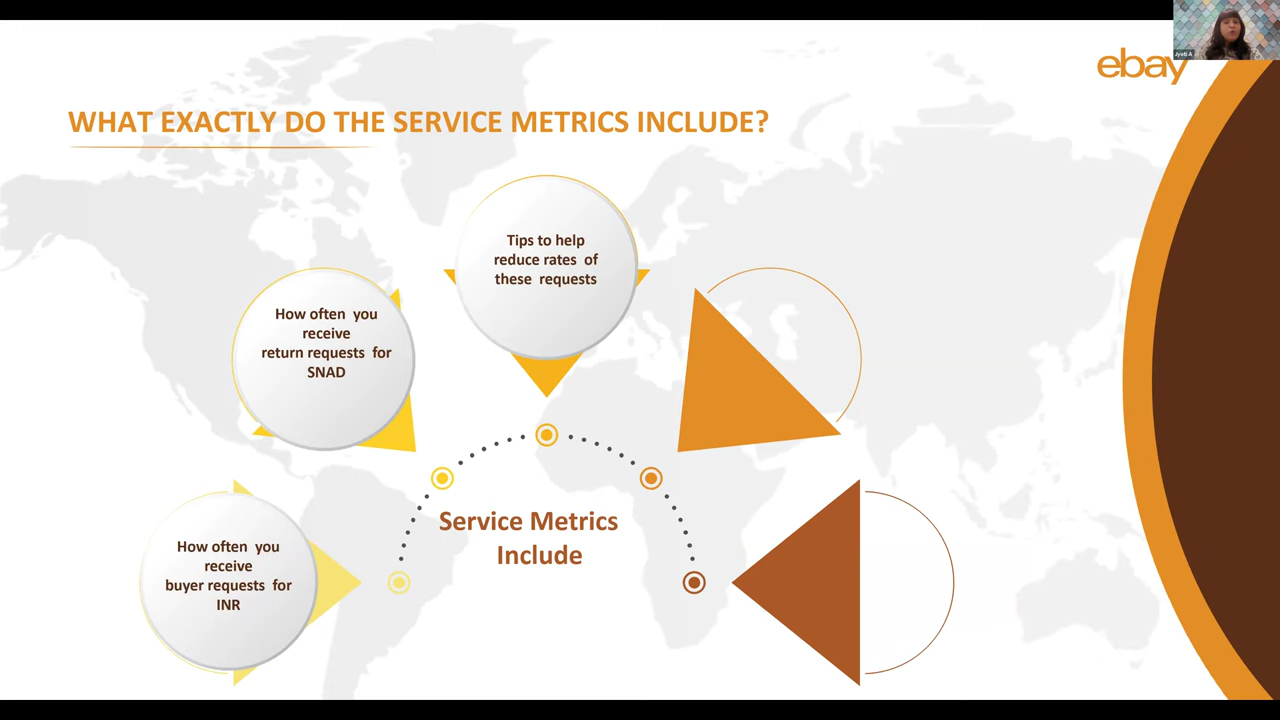 Jyoti A
ebay
WHAT EXACTLY DO THE SERVICE METRICS INCLUDE?
Tips to help
reduce rates of
these requests
How often you
receive
return requests for
SNAD
How often you
receive
buyer requests for
INR
Service Metrics
Include